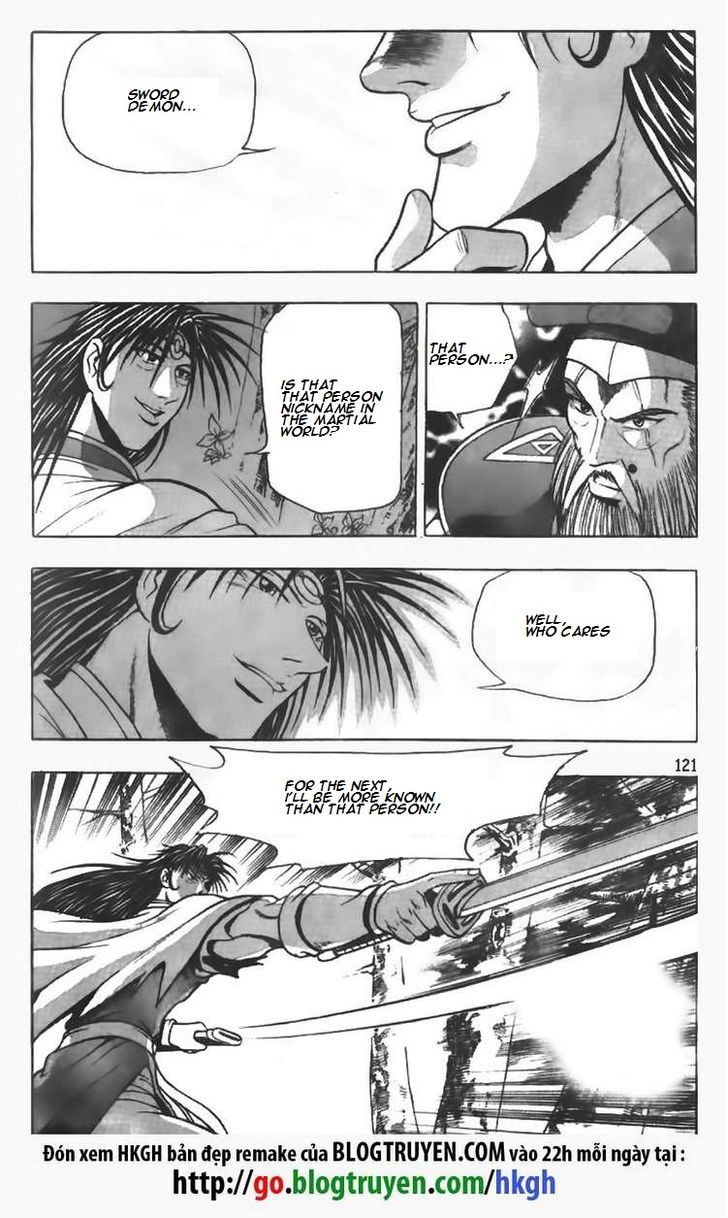 SWORD
DEMON...
IS THAT
THAT PERSON
NICKNAME IN
THE MARTIAL
WORLD?
THAT
PERSON...?
WELL,
WHO CARES
121
FOR THE NEXT,
I'LL BE MORE KNOWN
THAN THAT PERSON!!
Đón xem HKGH bản đẹp remake của BLOGTRUYEN.COM vào 22h mỗi ngày tại :
http://go.blogtruyen.com/hkgh